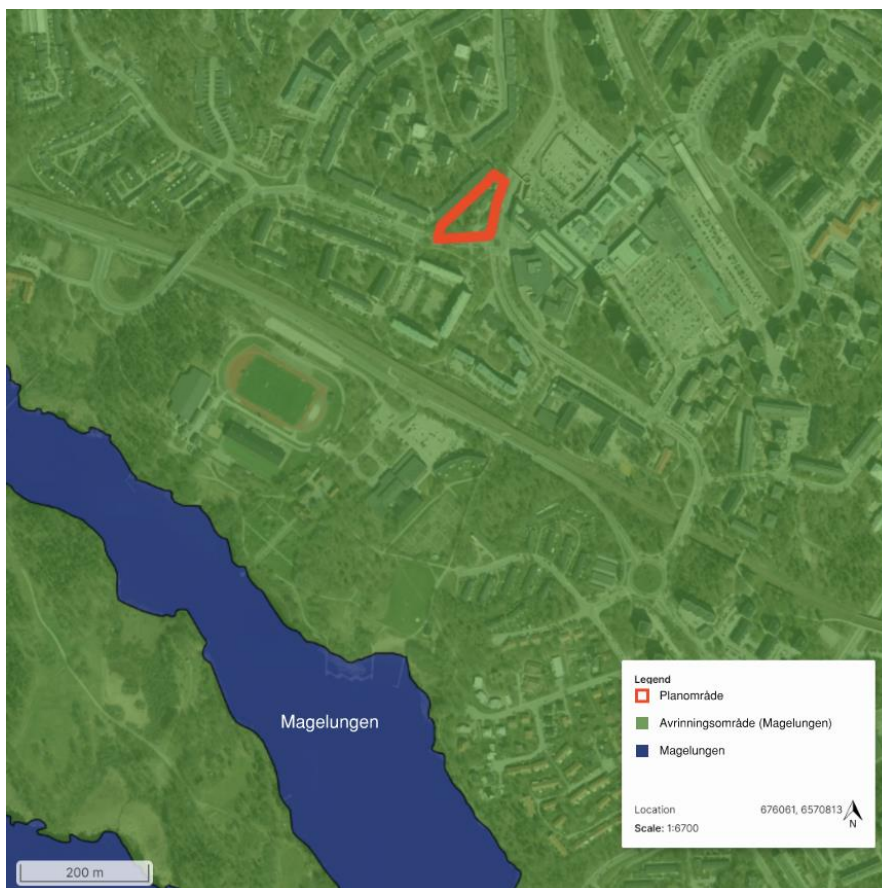 Magelungen
Legend
Planområde
Avrinningsområde (Magelungen)
Magelungen
Location 676061, 6570813
Scale: 1:6700
N
200 m